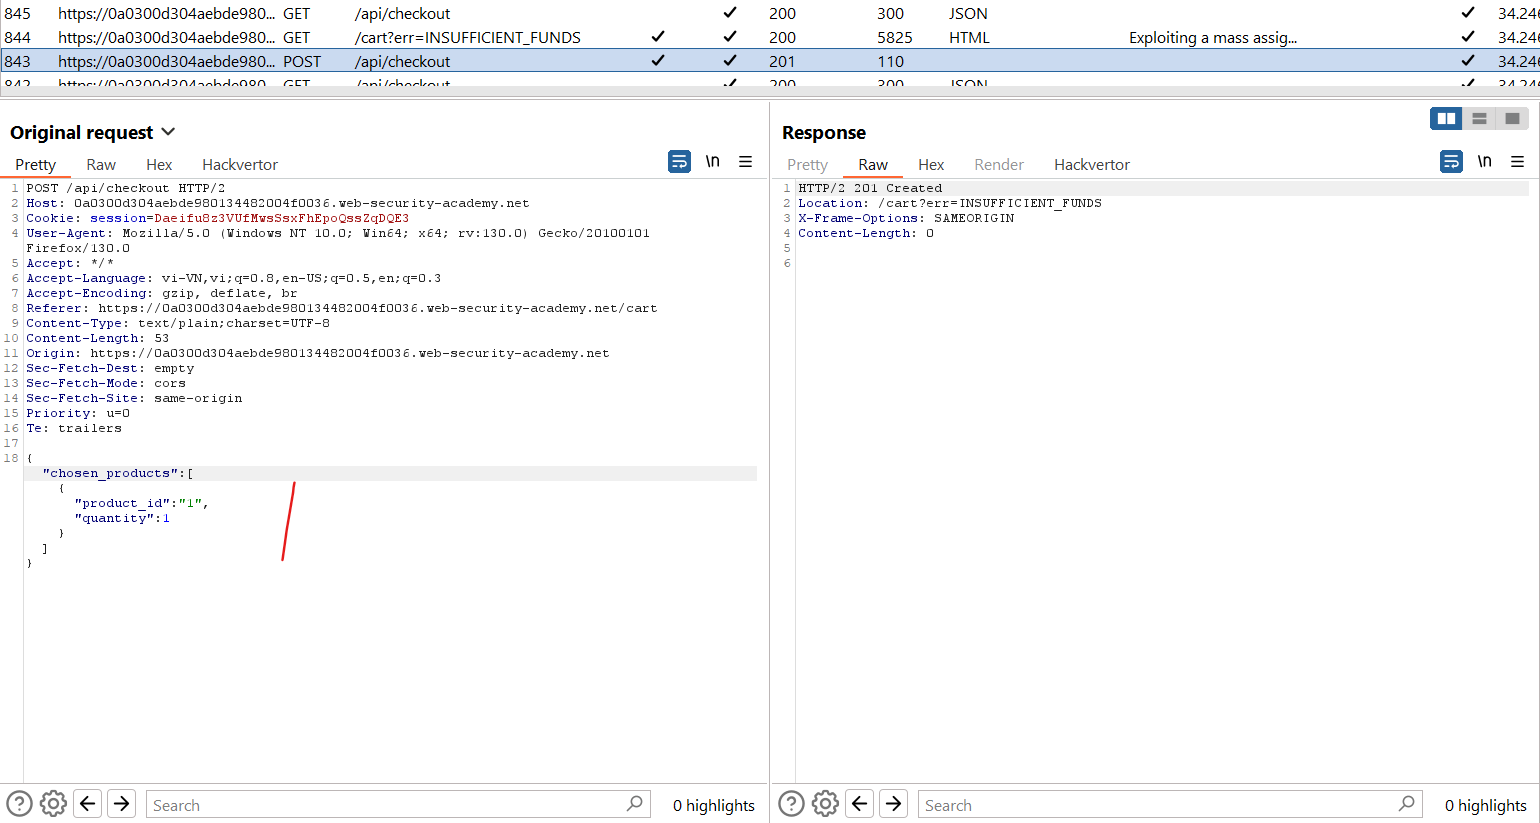 845 https://0a0300d304aebde980... GET /api/checkout 200 300 JSON 34.246
844 https://0a0300d304aebde980... GET /cart?err=INSUFFICIENT_FUNDS 200 5825 HTML Exploiting a mass assig... 34.246
843 https://0a0300d304aebde980... POST /api/checkout 201 110 34.246
842 https://0a0300d304aebde980... GET /api/checkout 200 300 JSON 34.246
Original request
Pretty Raw Hex Hackvertor \n
1 POST /api/checkout HTTP/2
2 Host: 0a0300d304aebde980134482004f0036.web-security-academy.net
3 Cookie: session=Daeifu8z3VUfMwsSsxFhEpoQssZqDQE3
4 User-Agent: Mozilla/5.0 (Windows NT 10.0; Win64; x64; rv:130.0) Gecko/20100101
Firefox/130.0
5 Accept: */*
6 Accept-Language: vi-VN,vi;q=0.8,en-US;q=0.5,en;q=0.3
7 Accept-Encoding: gzip, deflate, br
8 Referer: https://0a0300d304aebde980134482004f0036.web-security-academy.net/cart
9 Content-Type: text/plain;charset=UTF-8
10 Content-Length: 53
11 Origin: https://0a0300d304aebde980134482004f0036.web-security-academy.net
12 Sec-Fetch-Dest: empty
13 Sec-Fetch-Mode: cors
14 Sec-Fetch-Site: same-origin
15 Priority: u=0
16 Te: trailers
17
18 {
"chosen_products":[
{
"product_id":"1",
"quantity":1
}
]
}
Search 0 highlights
Response
Pretty Raw Hex Render Hackvertor \n
1 HTTP/2 201 Created
2 Location: /cart?err=INSUFFICIENT_FUNDS
3 X-Frame-Options: SAMEORIGIN
4 Content-Length: 0
5
6
Search 0 highlights